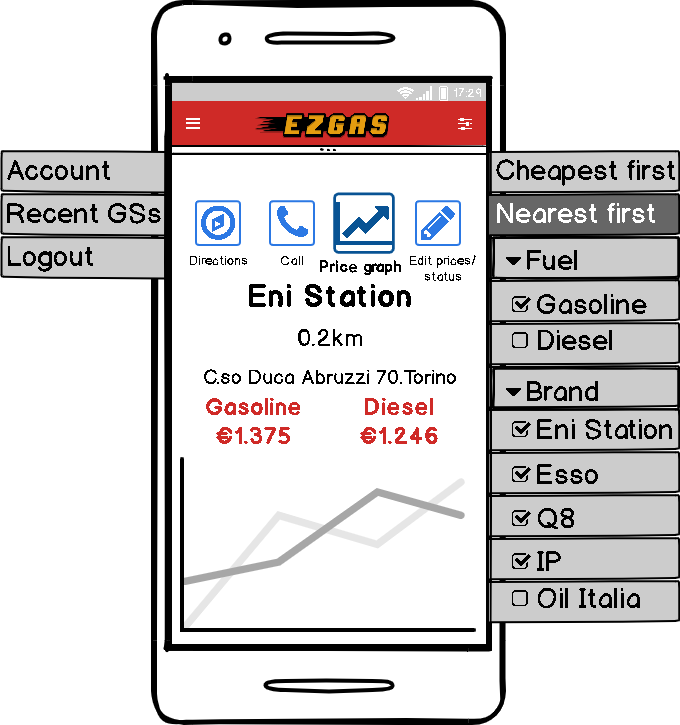 17:29
EZGAS
Account
Recent GSs
Logout
Cheapest first
Nearest first
Fuel
Gasoline
Diesel
Brand
Eni Station
Esso
Q8
IP
Oil Italia
Directions
Call
Price graph
Edit prices/
status
Eni Station
0.2km
C.so Duca Abruzzi 70.Torino
Gasoline Diesel
€1.375 €1.246